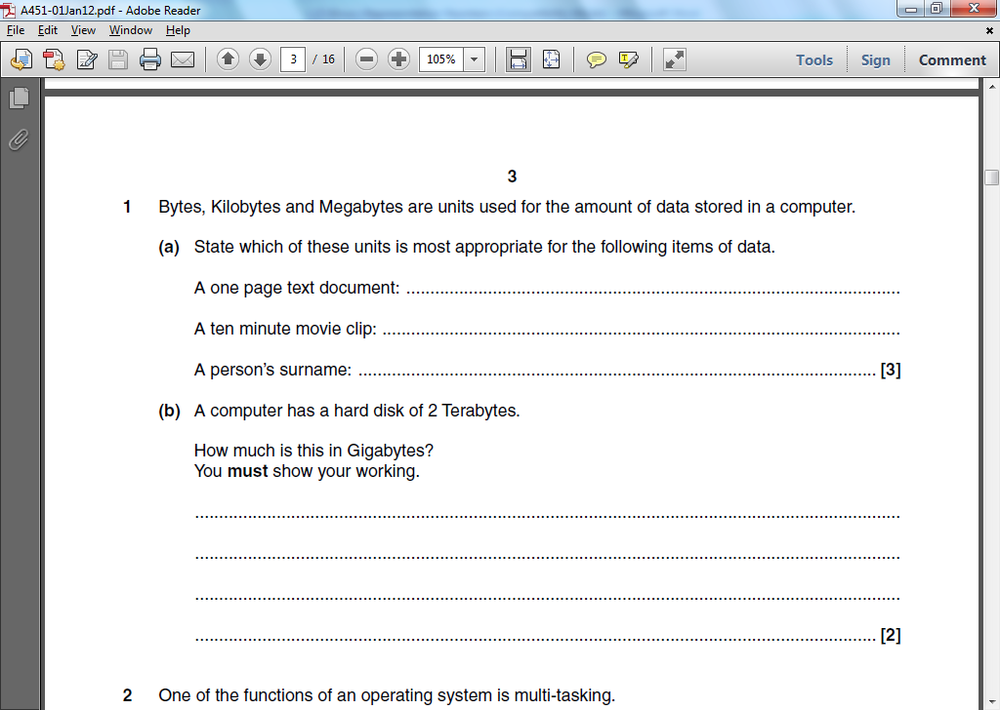 A451-01Jan12.pdf - Adobe Reader
File Edit View Window Help
3 / 16 105% Tools Sign Comment
3
1 Bytes, Kilobytes and Megabytes are units used for the amount of data stored in a computer.
(a) State which of these units is most appropriate for the following items of data.
A one page text document: ....................................................................................................
A ten minute movie clip: .........................................................................................................
A person's surname: ......................................................................................................... [3]
(b) A computer has a hard disk of 2 Terabytes.
How much is this in Gigabytes?
You must show your working.
................................................................................................................................................
................................................................................................................................................
................................................................................................................................................
........................................................................................................................................... [2]
2 One of the functions of an operating system is multi-tasking.